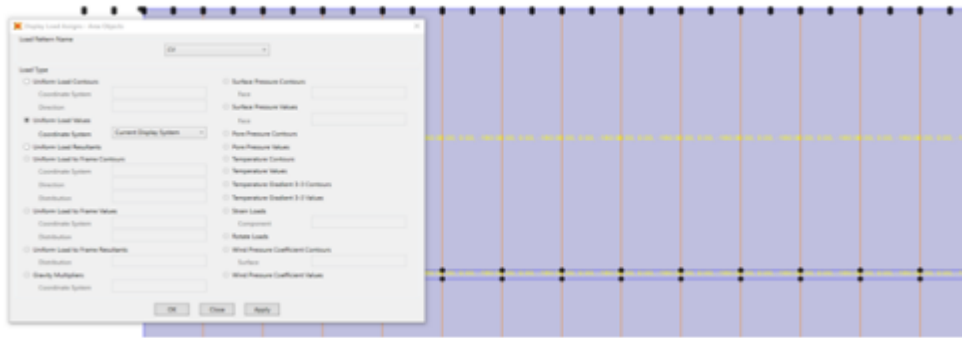 Display Load Assigns - Area Objects
Load Pattern Name
Load Type
Uniform Load Contours
Coordinate System
Direction
Uniform Load Values
Coordinate System
Current Display System
Uniform Load Resultants
Uniform Load to Frame Contours
Coordinate System
Direction
Distribution
Uniform Load to Frame Values
Coordinate System
Distribution
Uniform Load to Frame Resultants
Distribution
Gravity Multipliers
Coordinate System
Surface Pressure Contours
Face
Surface Pressure Values
Face
Pore Pressure Contours
Pore Pressure Values
Temperature Contours
Temperature Values
Temperature Gradient 3-3 Contours
Temperature Gradient 3-3 Values
Strain Loads
Component
Rotate Loads
Wind Pressure Coefficient Contours
Surface
Wind Pressure Coefficient Values
OK
Close
Apply